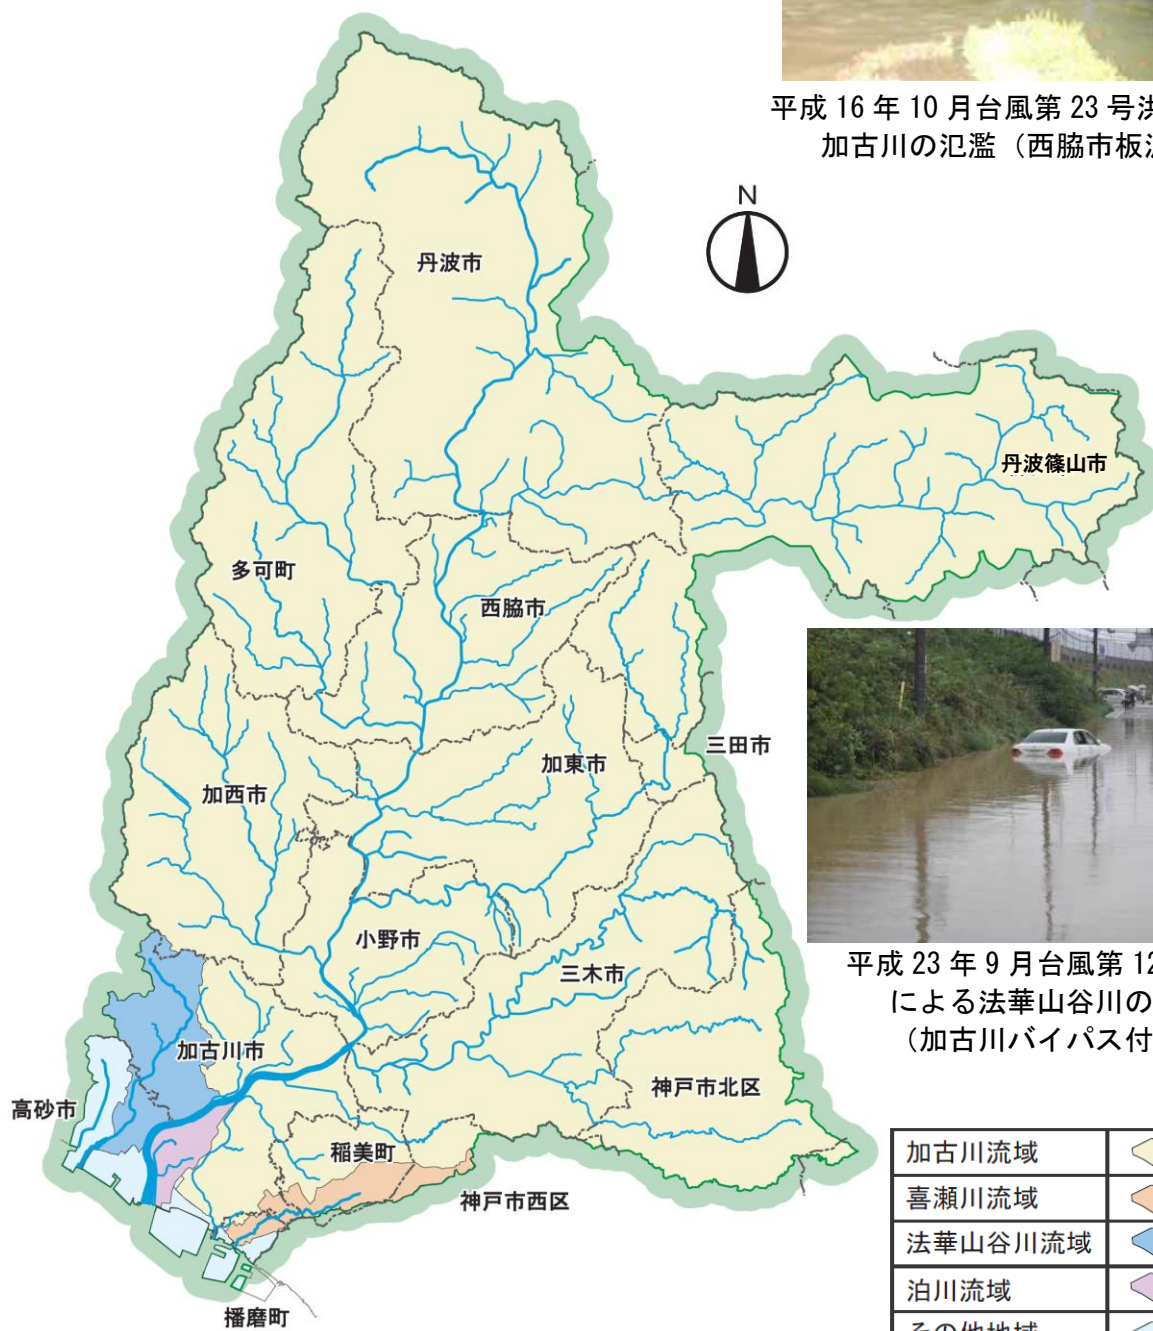 平成 16 年 10 月台風第 23 号
加古川の氾濫（西脇市板
N
丹波市
丹波篠山市
多可町
西脇市
三田市
加東市
加西市
小野市
三木市
平成 23 年 9 月台風第 12
による法華山谷川の
（加古川バイパス付
加古川市
神戸市北区
高砂市
稲美町
神戸市西区
播磨町
加古川流域
喜瀬川流域
法華山谷川流域
泊川流域
その他地域